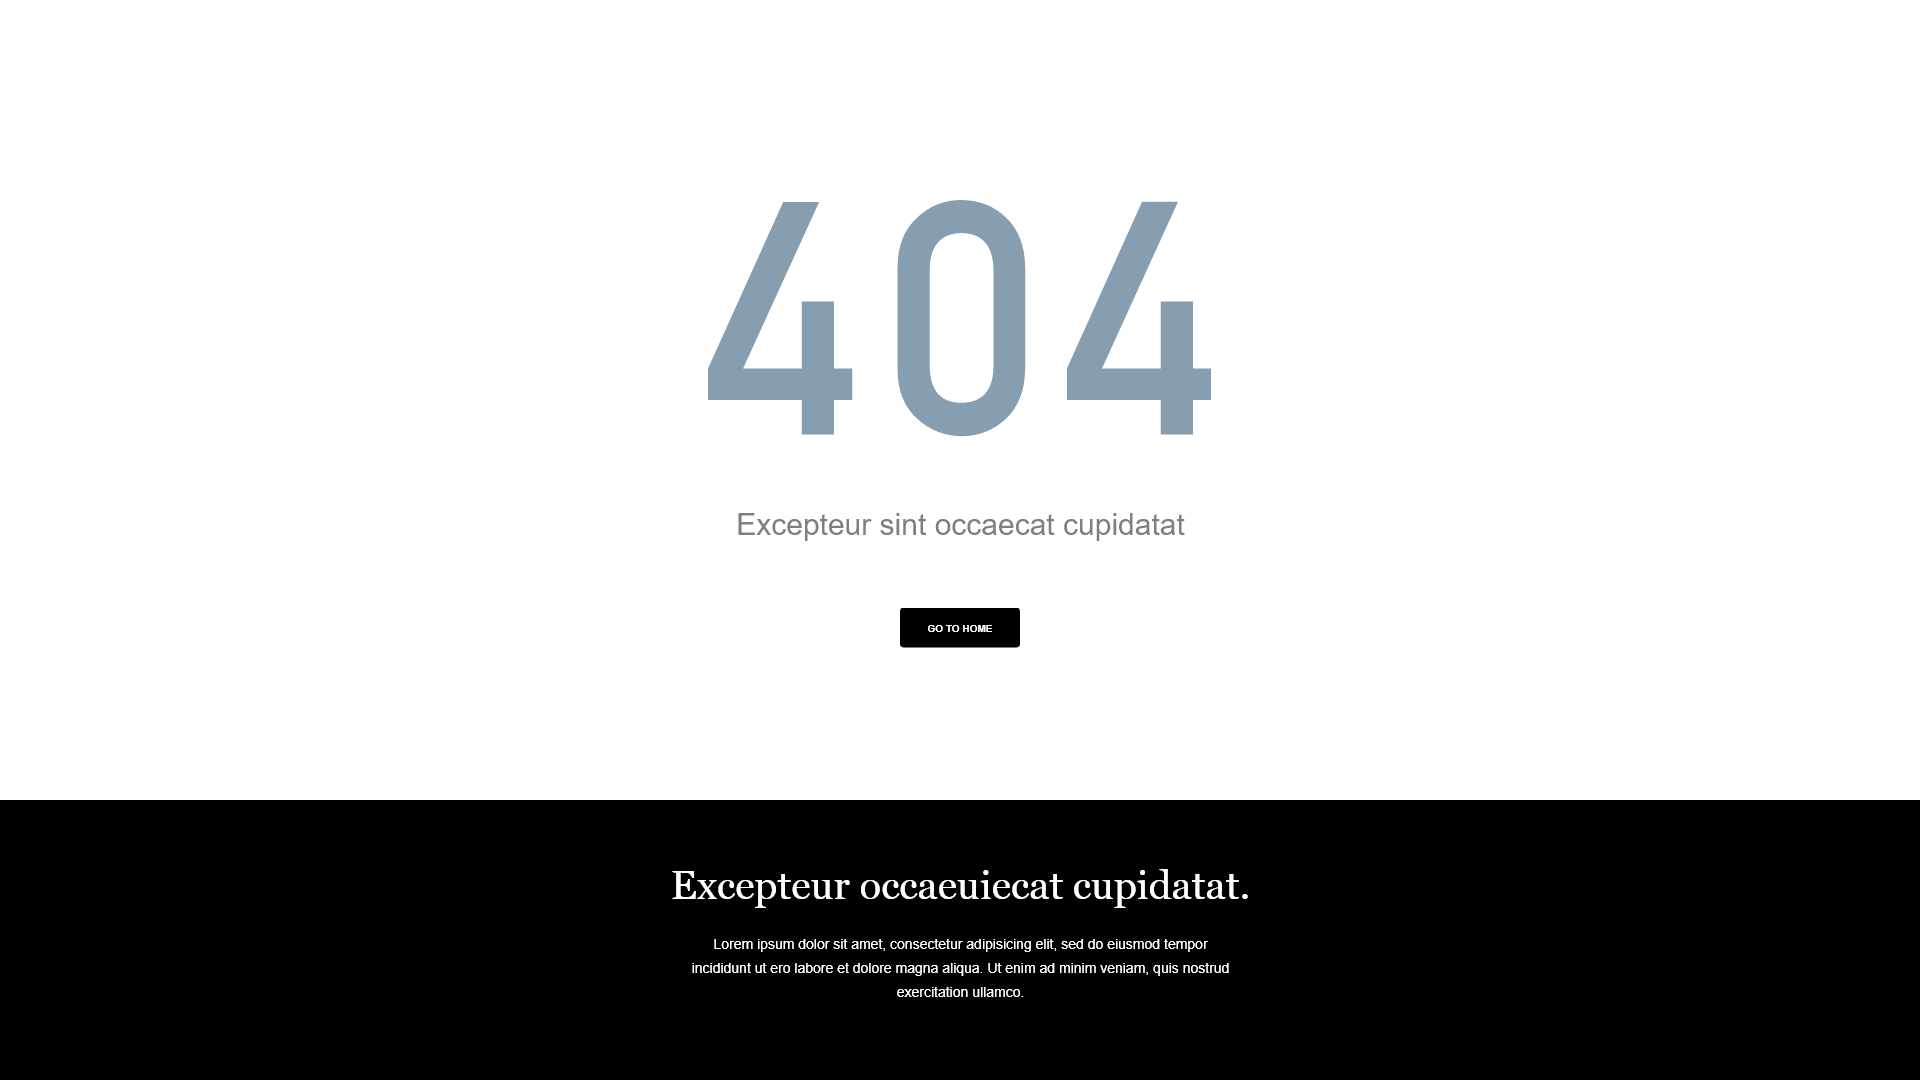 404
Excepteur sint occaecat cupidatat
GO TO HOME
Excepteur occaeuiecat cupidatat.
Lorem ipsum dolor sit amet, consectetur adipisicing elit, sed do eiusmod tempor
incididunt ut ero labore et dolore magna aliqua. Ut enim ad minim veniam, quis nostrud
exercitation ullamco.